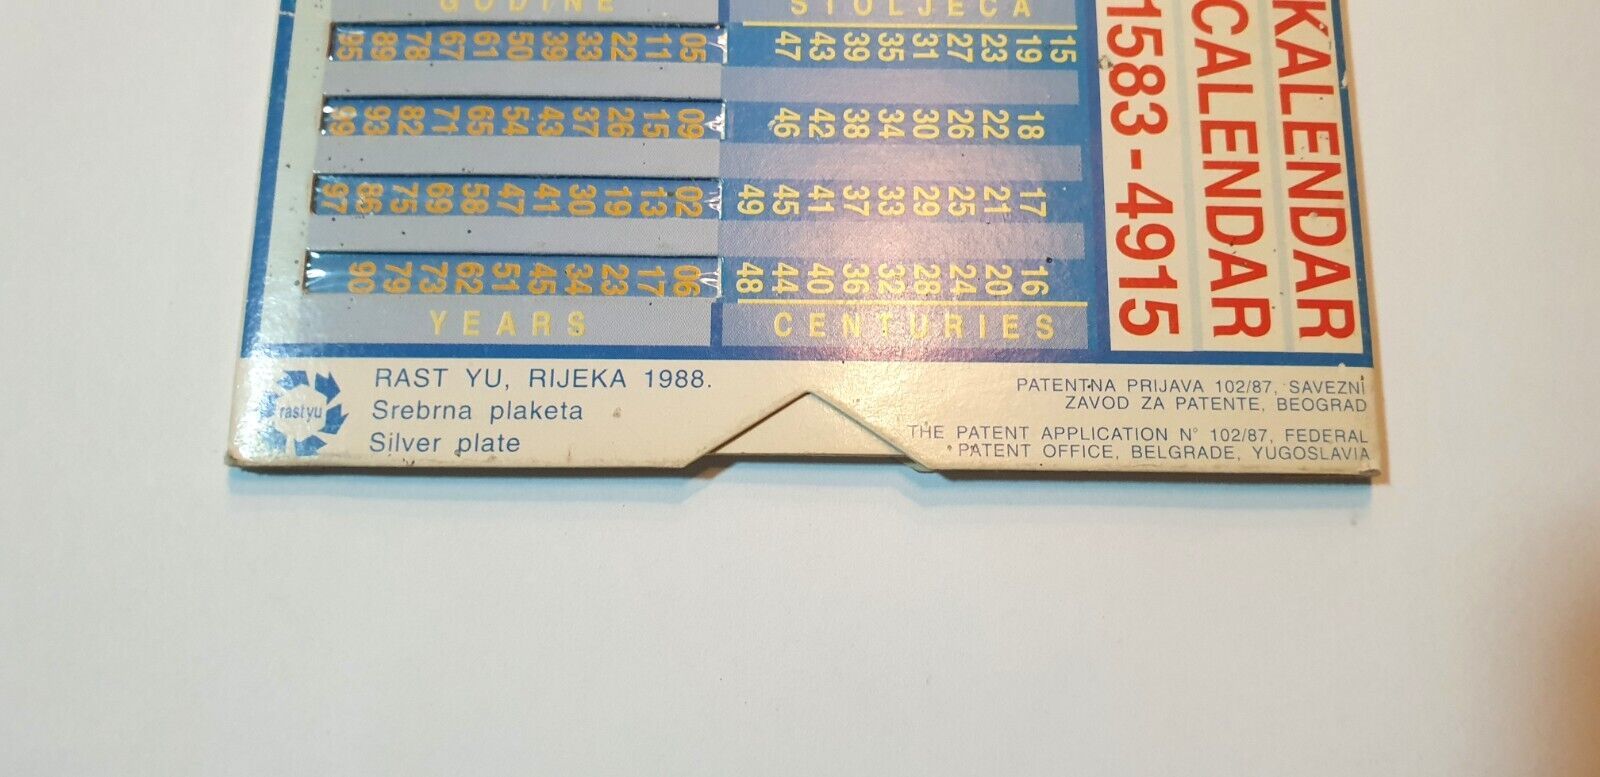 GODINE
STOLJEĆA
95 89 78 67 61 50 39 33 22 11 05
47 43 39 35 31 27 23 19 15
99 93 82 71 65 54 43 37 26 15 09
46 42 38 34 30 26 22 18
97 86 75 69 58 47 41 30 19 13 02
49 45 41 37 33 29 25 21 17
90 79 73 62 51 45 34 23 17 06
48 44 40 36 32 28 24 20 16
YEARS
CENTURIES
KALENDAR
CALENDAR
1583-4915
rast yu
RAST YU, RIJEKA 1988.
Srebrna plaketa
Silver plate
PATENTNA PRIJAVA 102/87, SAVEZNI
ZAVOD ZA PATENTE, BEOGRAD
THE PATENT APPLICATION N° 102/87, FEDERAL
PATENT OFFICE, BELGRADE, YUGOSLAVIA